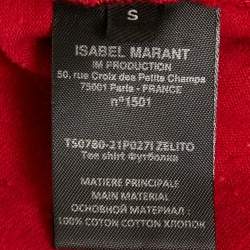 S
ISABEL MARANT
IM PRODUCTION
50, rue Croix des Petits Champs
75001 Paris - FRANCE
n°1501
TS0780-21P027I ZELITO
Tee shirt Футболка
MATIERE PRINCIPALE
MAIN MATERIAL
ОСНОВНОЙ МАТЕРИАЛ :
100% COTON COTTON ХЛОПОК